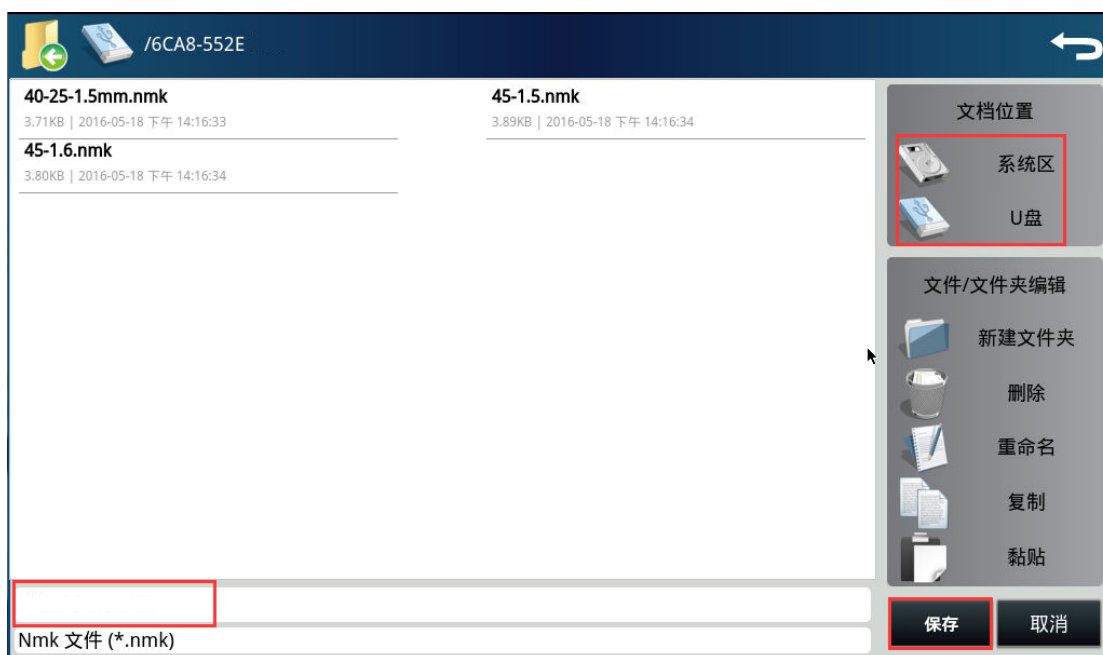 /6CA8-552E
40-25-1.5mm.nmk
3.71KB | 2016-05-18 下午 14:16:33
45-1.5.nmk
3.89KB | 2016-05-18 下午 14:16:34
45-1.6.nmk
3.80KB | 2016-05-18 下午 14:16:34
文档位置
系统区
U盘
文件/文件夹编辑
新建文件夹
删除
重命名
复制
黏贴
Nmk 文件 (*.nmk)
保存
取消